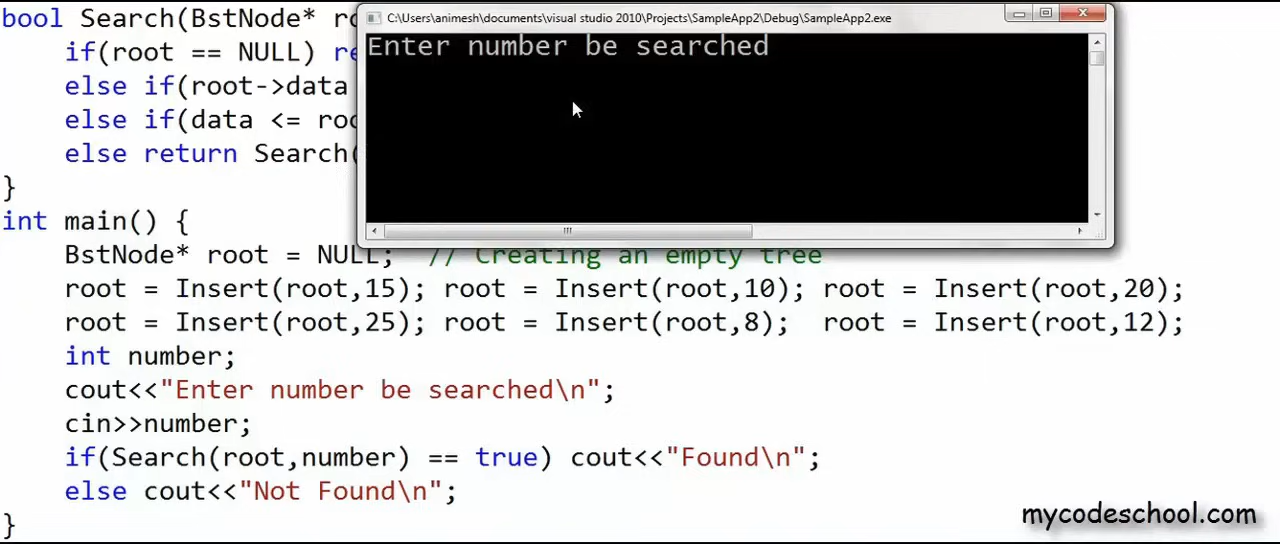 bool Search(BstNode*
C:\Users\animesh\documents\visual studio 2010\Projects\SampleApp2\Debug\SampleApp2.exe
Enter number be searched
if(root == NULL)
else if(root->data
else if(data <=
else return Search(
}
int main() {
BstNode* root = NULL; // Creating an empty tree
root = Insert(root,15); root = Insert(root,10); root = Insert(root,20);
root = Insert(root,25); root = Insert(root,8); root = Insert(root,12);
int number;
cout<<"Enter number be searched\n";
cin>>number;
if(Search(root,number) == true) cout<<"Found\n";
else cout<<"Not Found\n";
}
mycodeschool.com